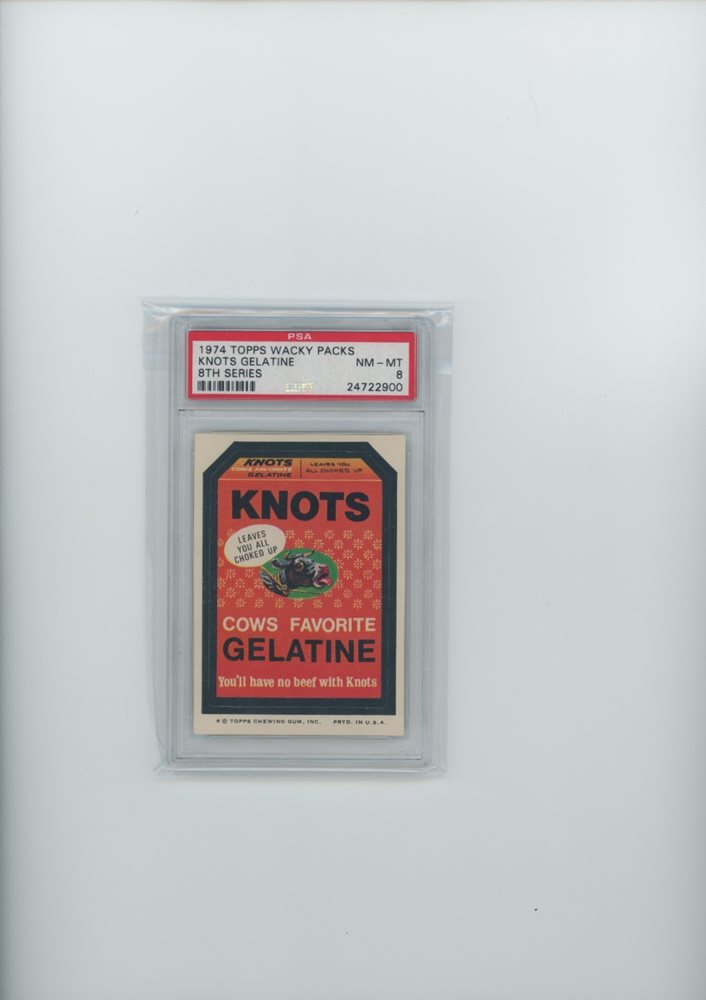 PSA
1974 TOPPS WACKY PACKS
KNOTS GELATINE NM - MT
8TH SERIES 8
24722900
KNOTS
COWS FAVORITE
GELATINE
LEAVES YOU
ALL CHOKED UP
KNOTS
LEAVES
YOU ALL
CHOKED UP
COWS FAVORITE
GELATINE
You'll have no beef with Knots
* © TOPPS CHEWING GUM, INC. PRTD. IN U.S.A.